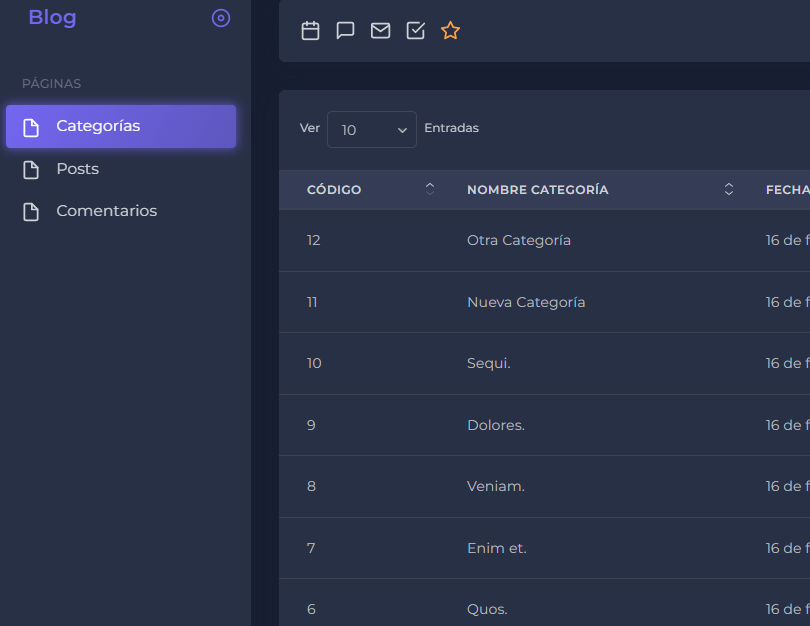 Blog
PÁGINAS
Categorías
Posts
Comentarios
Ver 10 Entradas
CÓDIGO NOMBRE CATEGORÍA FECHA
12 Otra Categoría 16 de f
11 Nueva Categoría 16 de f
10 Sequi. 16 de f
9 Dolores. 16 de f
8 Veniam. 16 de f
7 Enim et. 16 de f
6 Quos. 16 de f